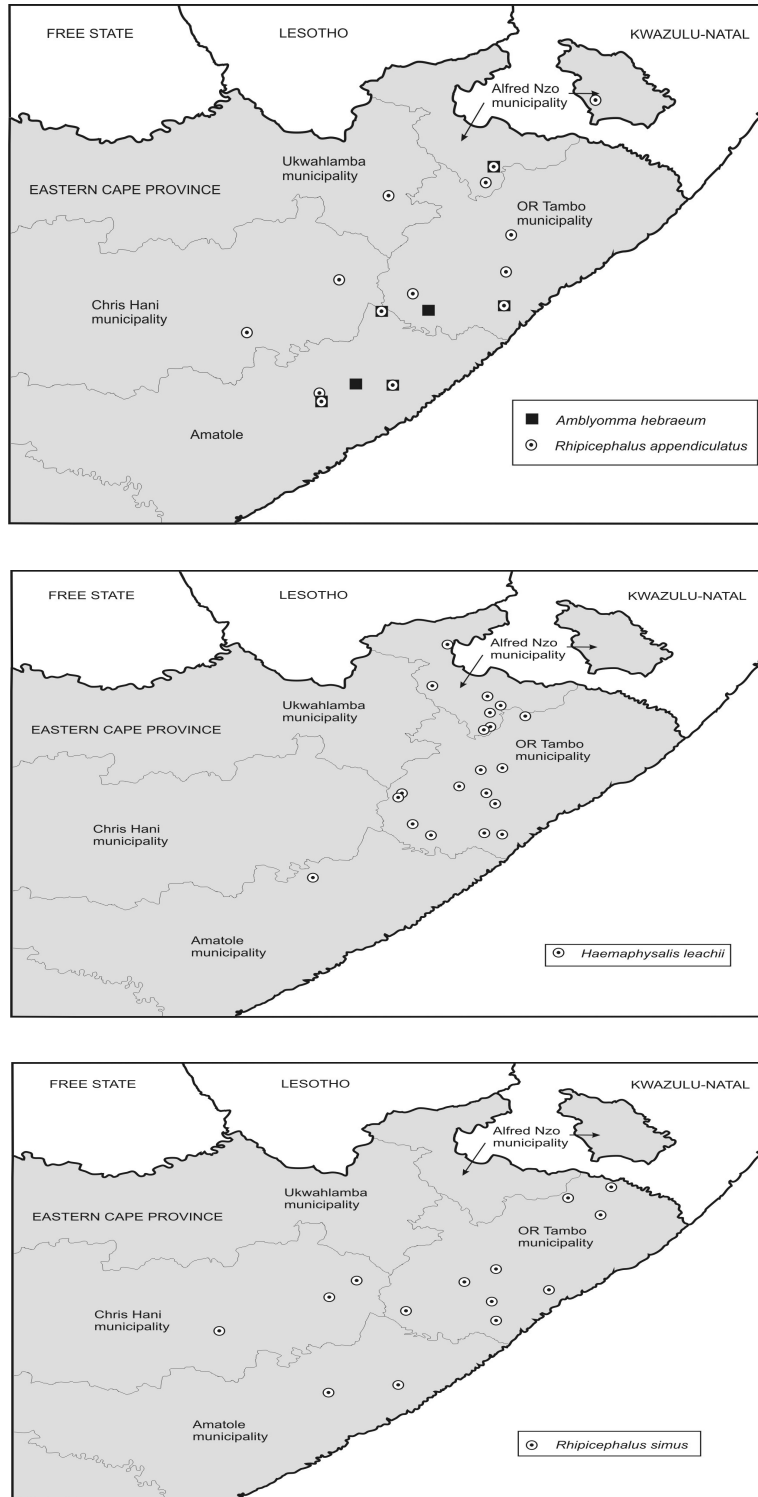 FREE STATE
LESOTHO
KWAZULU-NATAL
Alfred Nzo
municipality
Ukwahlamba
municipality
EASTERN CAPE PROVINCE
OR Tambo
municipality
Chris Hani
municipality
Amatole
Amblyomma hebraeum
Rhipicephalus appendiculatus
FREE STATE
LESOTHO
KWAZULU-NATAL
Alfred Nzo
municipality
Ukwahlamba
municipality
EASTERN CAPE PROVINCE
OR Tambo
municipality
Chris Hani
municipality
Amatole
municipality
Haemaphysalis leachii
FREE STATE
LESOTHO
KWAZULU-NATAL
Alfred Nzo
municipality
Ukwahlamba
municipality
EASTERN CAPE PROVINCE
OR Tambo
municipality
Chris Hani
municipality
Amatole
municipality
Rhipicephalus simus